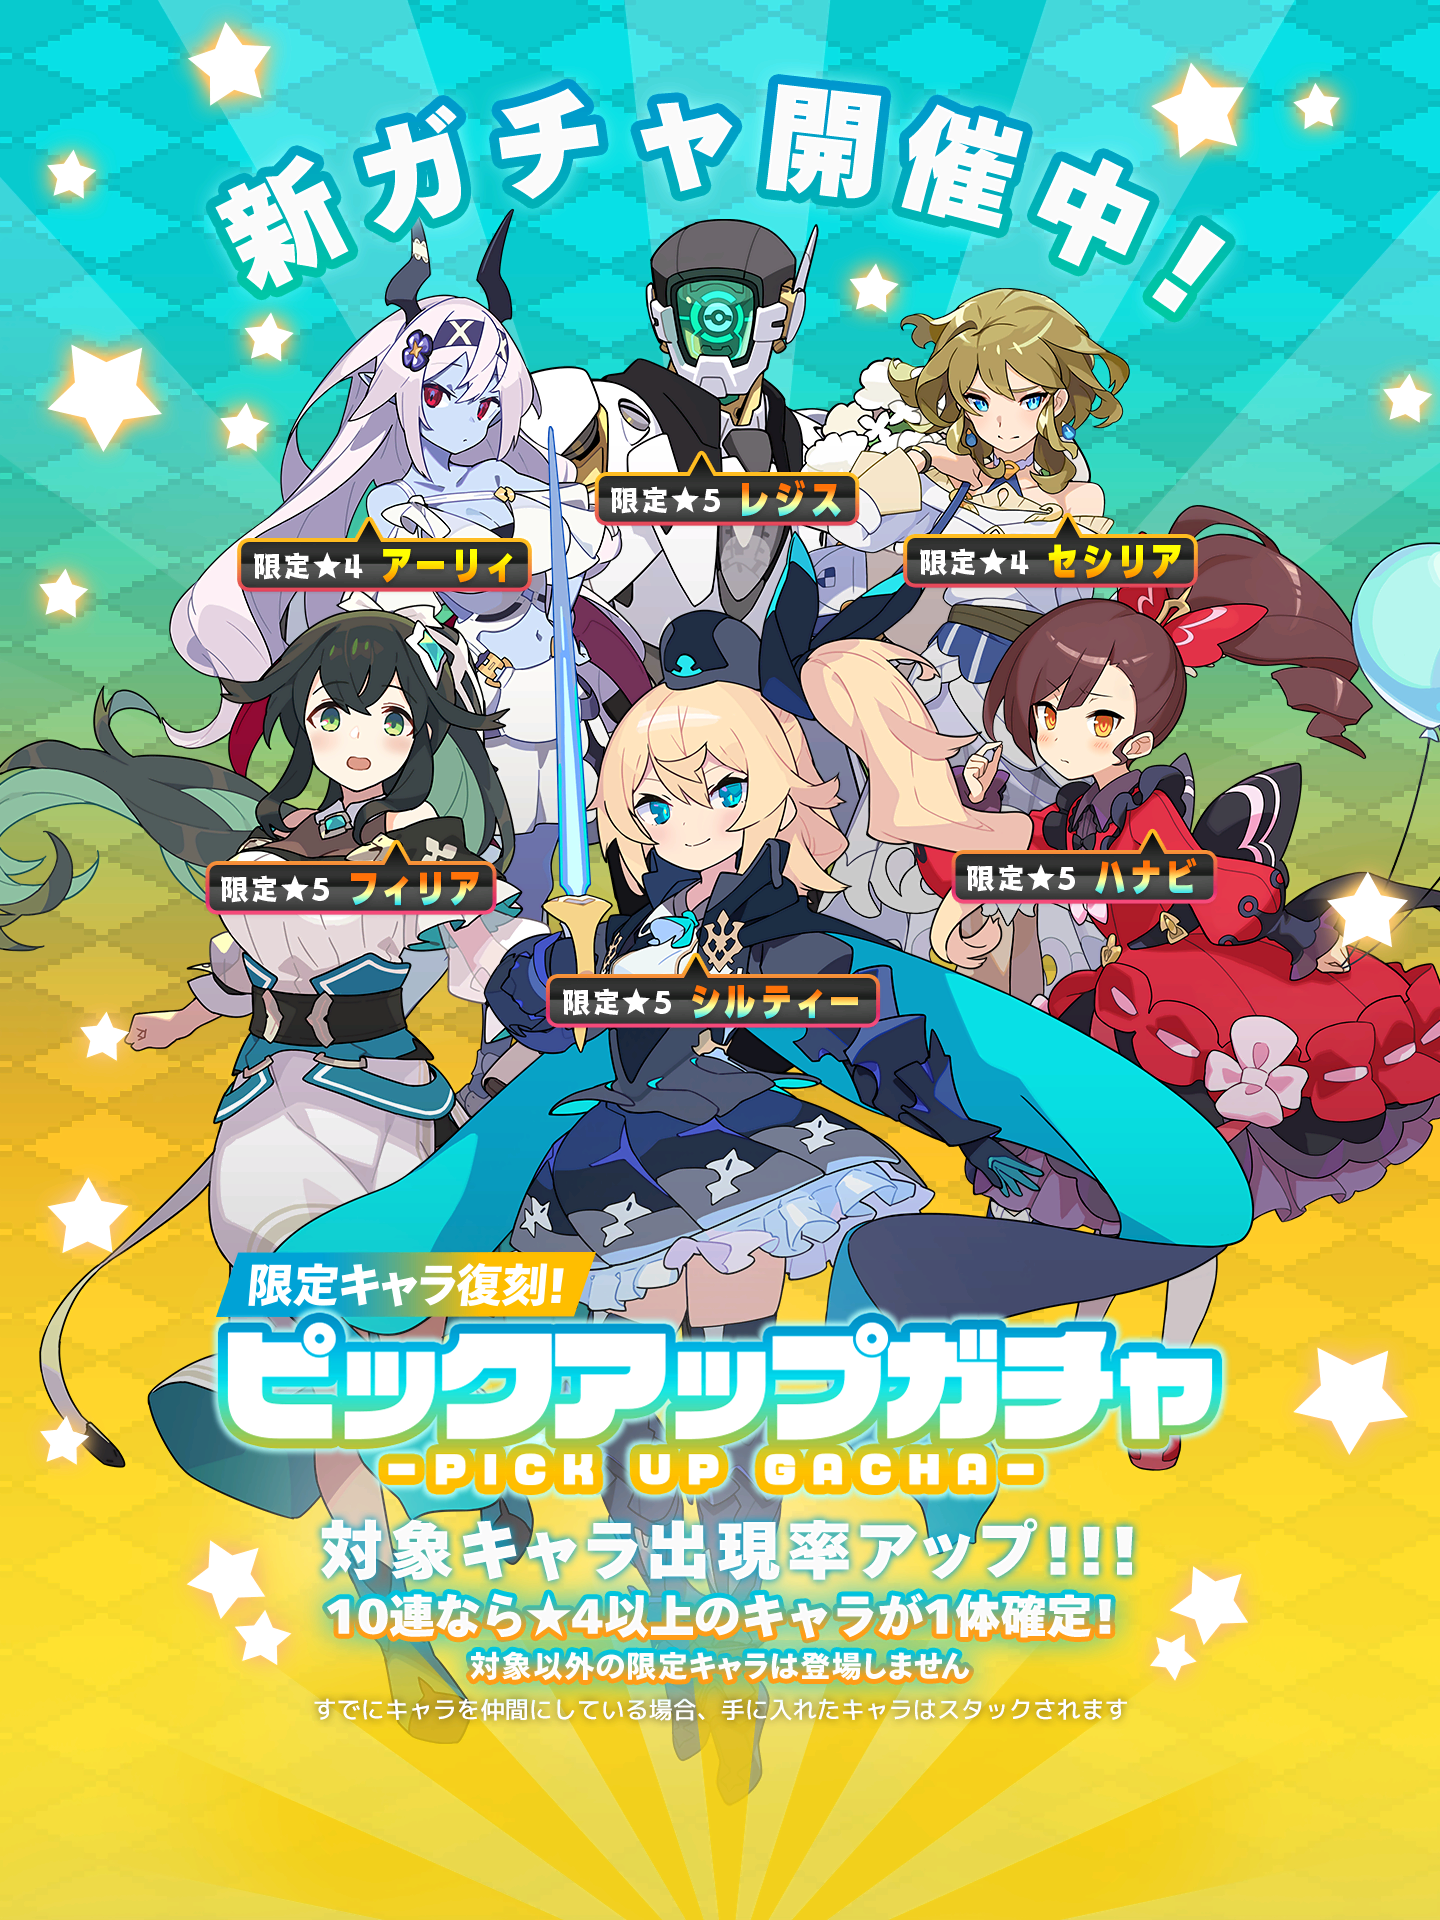 新ガチャ開催中!
限定★5 レジス
限定★4 アーリィ
限定★4 セシリア
限定★5 フィリア
限定★5 ハナビ
限定★5 シルティー
限定キャラ復刻!
ピックアップガチャ
-PICK UP GACHA-
対象キャラ出現率アップ!!!
10連なら★4以上のキャラが1体確定!
対象以外の限定キャラは登場しません
すでにキャラを仲間にしている場合、手に入れたキャラはスタックされます